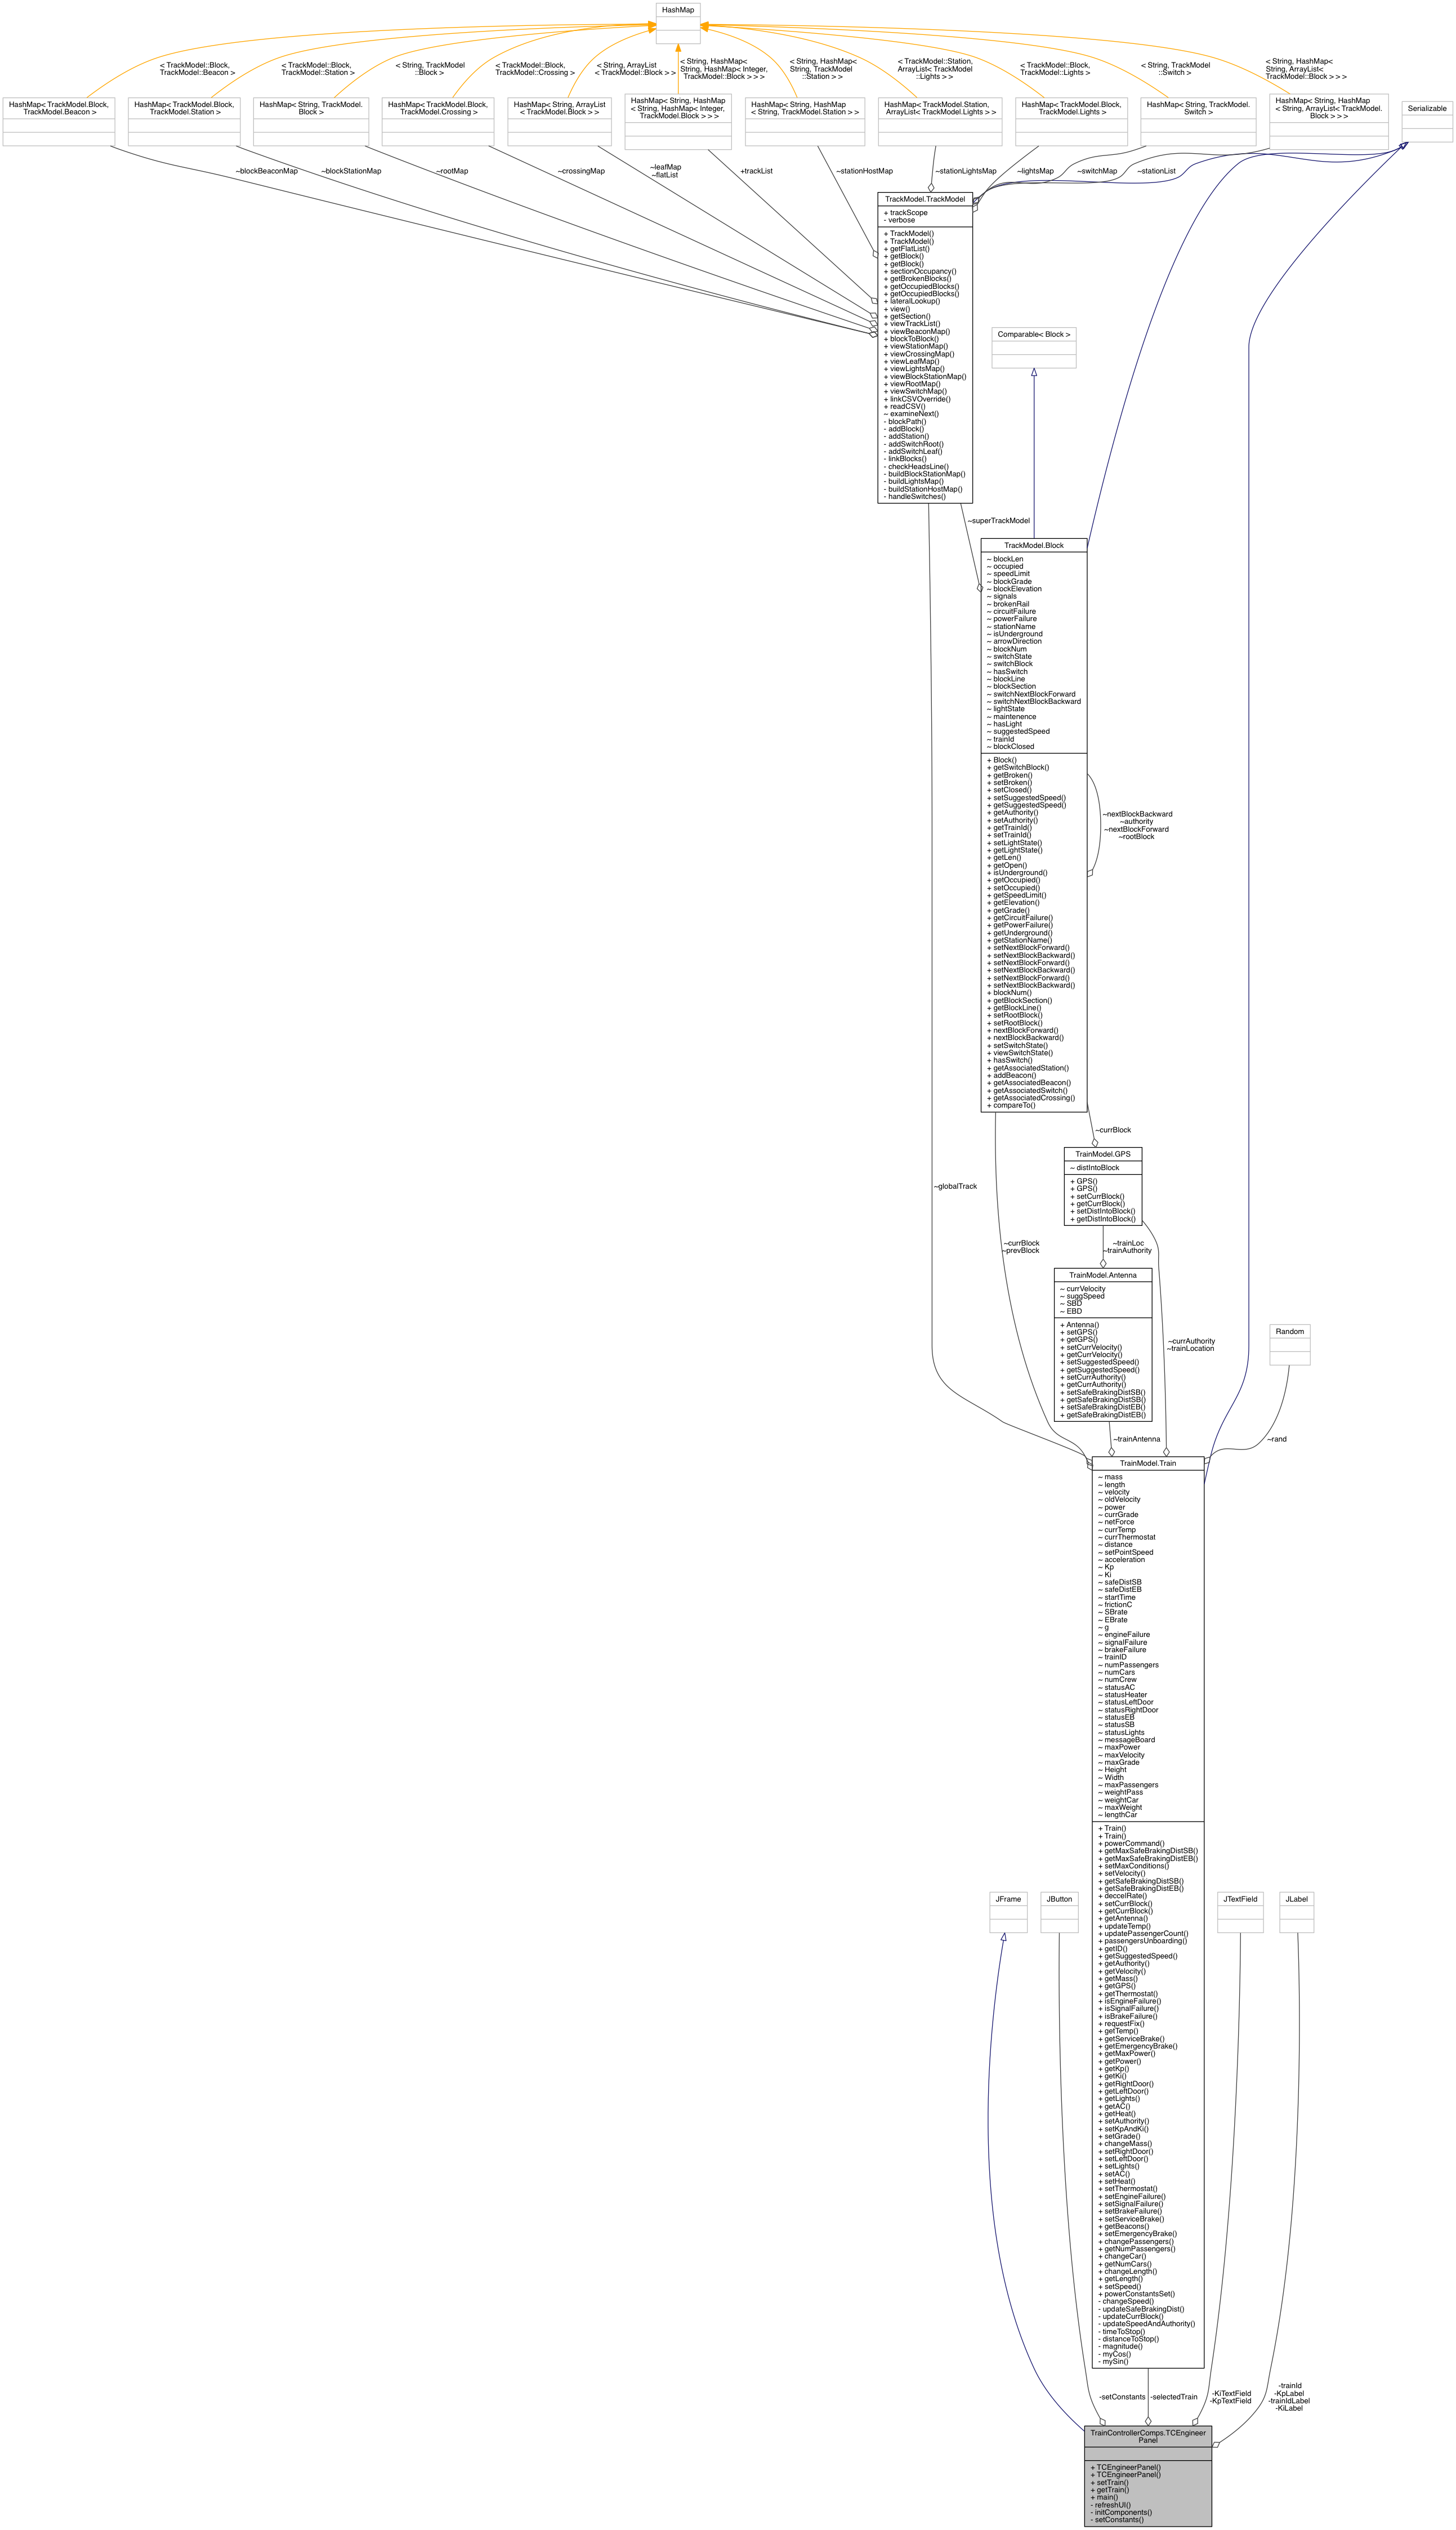 HashMap
< TrackModel::Block,
TrackModel::Beacon >
< TrackModel::Block,
TrackModel::Station >
< String, TrackModel
::Block >
< TrackModel::Block,
TrackModel::Crossing >
< String, ArrayList
< TrackModel::Block > >
< String, HashMap<
String, HashMap< Integer,
TrackModel::Block > > >
< String, HashMap<
String, TrackModel
::Station > >
< TrackModel::Station,
ArrayList< TrackModel
::Lights > >
< TrackModel::Block,
TrackModel::Lights >
< String, TrackModel
::Switch >
< String, HashMap<
String, ArrayList<
TrackModel::Block > > >
HashMap< TrackModel.Block,
TrackModel.Beacon >
HashMap< TrackModel.Block,
TrackModel.Station >
HashMap< String, TrackModel.
Block >
HashMap< TrackModel.Block,
TrackModel.Crossing >
HashMap< String, ArrayList
< TrackModel.Block > >
HashMap< String, HashMap
< String, HashMap< Integer,
TrackModel.Block > > >
HashMap< String, HashMap
< String, TrackModel.Station > >
HashMap< TrackModel.Station,
ArrayList< TrackModel.Lights > >
HashMap< TrackModel.Block,
TrackModel.Lights >
HashMap< String, TrackModel.
Switch >
HashMap< String, HashMap
< String, ArrayList< TrackModel.
Block > > >
Serializable
~blockBeaconMap
~blockStationMap
~rootMap
~crossingMap
~leafMap
~flatList
+trackList
~stationHostMap
~stationLightsMap
~lightsMap
~switchMap
~stationList
TrackModel.TrackModel
+ trackScope
- verbose
+ TrackModel()
+ TrackModel()
+ getFlatList()
+ getBlock()
+ getBlock()
+ sectionOccupancy()
+ getBrokenBlocks()
+ getOccupiedBlocks()
+ getOccupiedBlocks()
+ lateralLookup()
+ view()
+ getSection()
+ viewTrackList()
+ viewBeaconMap()
+ blockToBlock()
+ viewStationMap()
+ viewCrossingMap()
+ viewLeafMap()
+ viewLightsMap()
+ viewBlockStationMap()
+ viewRootMap()
+ viewSwitchMap()
+ linkCSVOverride()
+ readCSV()
~ examineNext()
- blockPath()
- addBlock()
- addStation()
- addSwitchRoot()
- addSwitchLeaf()
- linkBlocks()
- checkHeadsLine()
- buildBlockStationMap()
- buildLightsMap()
- buildStationHostMap()
- handleSwitches()
Comparable< Block >
~superTrackModel
TrackModel.Block
~ blockLen
~ occupied
~ speedLimit
~ blockGrade
~ blockElevation
~ signals
~ brokenRail
~ circuitFailure
~ powerFailure
~ stationName
~ isUnderground
~ arrowDirection
~ blockNum
~ switchState
~ switchBlock
~ hasSwitch
~ blockLine
~ blockSection
~ switchNextBlockForward
~ switchNextBlockBackward
~ lightState
~ maintenence
~ hasLight
~ suggestedSpeed
~ trainId
~ blockClosed
+ Block()
+ getSwitchBlock()
+ getBroken()
+ setBroken()
+ setClosed()
+ setSuggestedSpeed()
+ getSuggestedSpeed()
+ getAuthority()
+ setAuthority()
+ getTrainId()
+ setTrainId()
+ setLightState()
+ getLightState()
+ getLen()
+ getOpen()
+ isUnderground()
+ getOccupied()
+ setOccupied()
+ getSpeedLimit()
+ getElevation()
+ getGrade()
+ getCircuitFailure()
+ getPowerFailure()
+ getUnderground()
+ getStationName()
+ setNextBlockForward()
+ setNextBlockBackward()
+ setNextBlockForward()
+ setNextBlockBackward()
+ setNextBlockForward()
+ setNextBlockBackward()
+ blockNum()
+ getBlockSection()
+ getBlockLine()
+ setRootBlock()
+ setRootBlock()
+ nextBlockForward()
+ nextBlockBackward()
+ setSwitchState()
+ viewSwitchState()
+ hasSwitch()
+ getAssociatedStation()
+ addBeacon()
+ getAssociatedBeacon()
+ getAssociatedSwitch()
+ getAssociatedCrossing()
+ compareTo()
~nextBlockBackward
~authority
~nextBlockForward
~rootBlock
~currBlock
TrainModel.GPS
~ distIntoBlock
+ GPS()
+ GPS()
+ setCurrBlock()
+ getCurrBlock()
+ setDistIntoBlock()
+ getDistIntoBlock()
~globalTrack
~currBlock
~prevBlock
~trainLoc
~trainAuthority
TrainModel.Antenna
~ currVelocity
~ suggSpeed
~ SBD
~ EBD
+ Antenna()
+ setGPS()
+ getGPS()
+ setCurrVelocity()
+ getCurrVelocity()
+ setSuggestedSpeed()
+ getSuggestedSpeed()
+ setCurrAuthority()
+ getCurrAuthority()
+ setSafeBrakingDistSB()
+ getSafeBrakingDistSB()
+ setSafeBrakingDistEB()
+ getSafeBrakingDistEB()
~currAuthority
~trainLocation
Random
~trainAntenna
~rand
TrainModel.Train
~ mass
~ length
~ velocity
~ oldVelocity
~ power
~ currGrade
~ netForce
~ currTemp
~ currThermostat
~ distance
~ setPointSpeed
~ acceleration
~ Kp
~ Ki
~ safeDistSB
~ safeDistEB
~ startTime
~ frictionC
~ SBrate
~ EBrate
~ g
~ engineFailure
~ signalFailure
~ brakeFailure
~ trainID
~ numPassengers
~ numCars
~ numCrew
~ statusAC
~ statusHeater
~ statusLeftDoor
~ statusRightDoor
~ statusEB
~ statusSB
~ statusLights
~ messageBoard
~ maxPower
~ maxVelocity
~ maxGrade
~ Height
~ Width
~ maxPassengers
~ weightPass
~ weightCar
~ maxWeight
~ lengthCar
+ Train()
+ Train()
+ powerCommand()
+ getMaxSafeBrakingDistSB()
+ getMaxSafeBrakingDistEB()
+ setMaxConditions()
+ setVelocity()
+ getSafeBrakingDistSB()
+ getSafeBrakingDistEB()
+ deccelRate()
+ setCurrBlock()
+ getCurrBlock()
+ getAntenna()
+ updateTemp()
+ updatePassengerCount()
+ passengersUnboarding()
+ getID()
+ getSuggestedSpeed()
+ getAuthority()
+ getVelocity()
+ getMass()
+ getGPS()
+ getThermostat()
+ isEngineFailure()
+ isSignalFailure()
+ isBrakeFailure()
+ requestFix()
+ getTemp()
+ getServiceBrake()
+ getEmergencyBrake()
+ getMaxPower()
+ getPower()
+ getKp()
+ getKi()
+ getRightDoor()
+ getLeftDoor()
+ getLights()
+ getAC()
+ getHeat()
+ setAuthority()
+ setKpAndKi()
+ setGrade()
+ changeMass()
+ setRightDoor()
+ setLeftDoor()
+ setLights()
+ setAC()
+ setHeat()
+ setThermostat()
+ setEngineFailure()
+ setSignalFailure()
+ setBrakeFailure()
+ setServiceBrake()
+ getBeacons()
+ setEmergencyBrake()
+ changePassengers()
+ getNumPassengers()
+ changeCar()
+ getNumCars()
+ changeLength()
+ getLength()
+ setSpeed()
+ powerConstantsSet()
- changeSpeed()
- updateSafeBrakingDist()
- updateCurrBlock()
- updateSpeedAndAuthority()
- timeToStop()
- distanceToStop()
- magnitude()
- myCos()
- mySin()
JFrame
JButton
JTextField
JLabel
-setConstants
-selectedTrain
-KiTextField
-KpTextField
-trainId
-KpLabel
-trainIdLabel
-KiLabel
TrainControllerComps.TCEngineer
Panel
+ TCEngineerPanel()
+ TCEngineerPanel()
+ setTrain()
+ getTrain()
+ main()
- refreshUI()
- initComponents()
- setConstants()